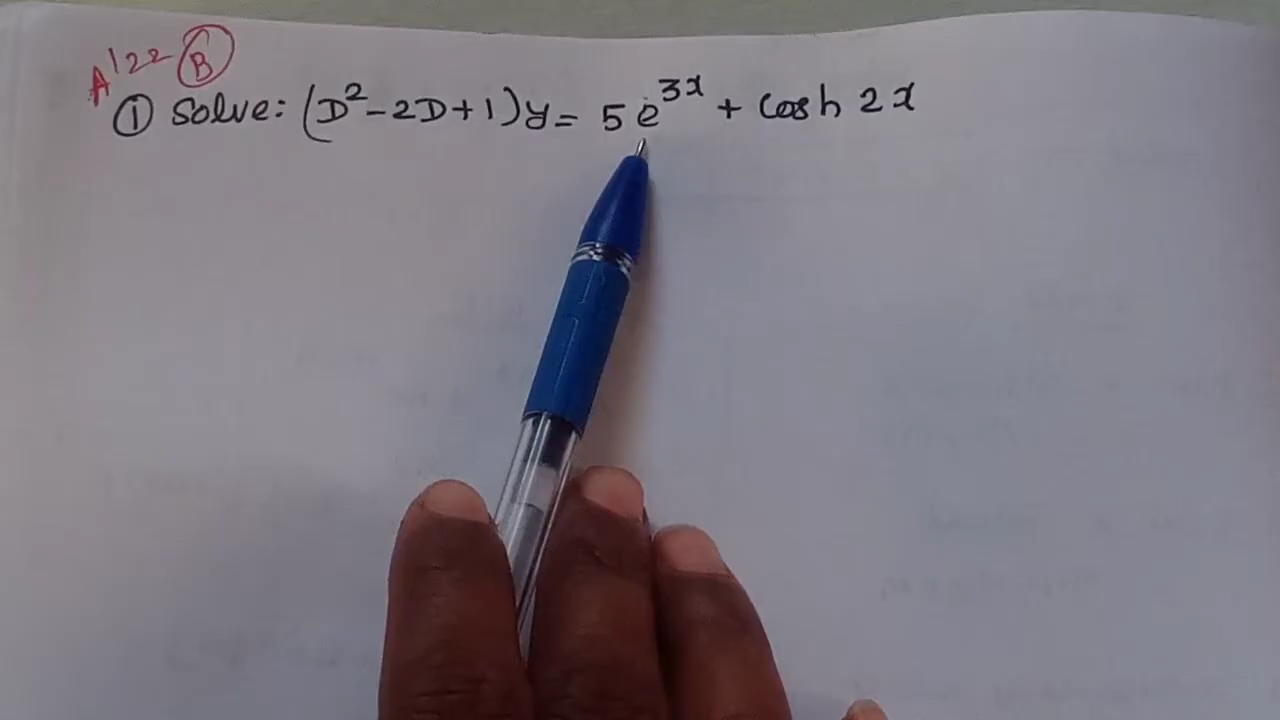 A'22 B
① Solve: (D²-2D+1)y = 5e³ˣ + cosh 2x